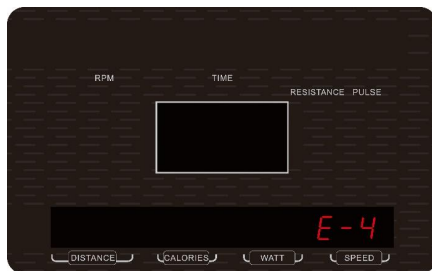 RPM TIME
RESISTANCE PULSE
E-4
DISTANCE CALORIES WATT SPEED